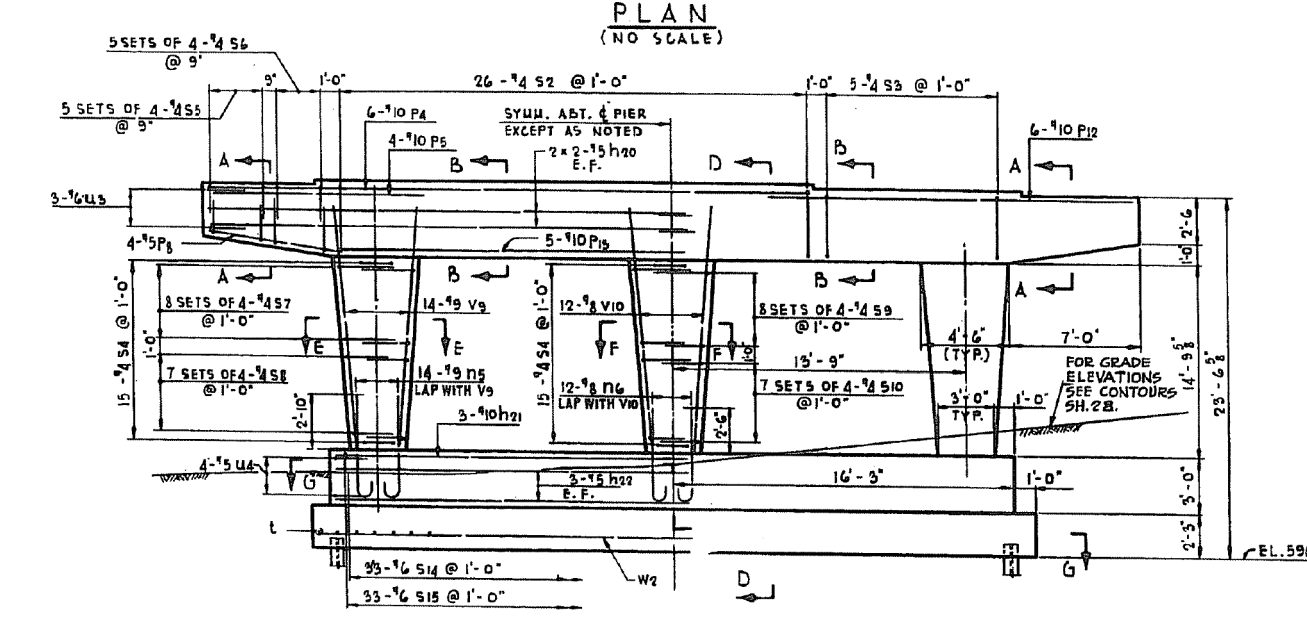 PLAN
(NO SCALE)
5 SETS OF 4-#4 S6
@ 9"
5 SETS OF 4-#4 S5
@ 9"
9"
1'-0"
26-#4 S2 @ 1'-0"
1'-0"
5-#4 S3 @ 1'-0"
6-#10 P4
4-#10 P5
SYMM. ABT. ₵ PIER
EXCEPT AS NOTED
2 x 2-#5 h20
E.F.
6-#10 P12
A
B
D
B
A
3-#6 U3
4-#5 P8
5-#10 P13
2'-6
1'-0"
A
B
B
A
15-#4 S4 @ 1'-0"
8 SETS OF 4-#4 S7
@ 1'-0"
1'-0"
7 SETS OF 4-#4 S8
@ 1'-0"
14-#9 V9
E
E
14-#9 n5
LAP WITH V9
2'-10"
3-#10 h21
15-#4 S4 @ 1'-0"
12-#8 V10
F
F
12-#8 n6
LAP WITH V10
2'-6"
8 SETS OF 4-#4 S9
@ 1'-0"
1'-0"
13'-9"
7 SETS OF 4-#4 S10
@ 1'-0"
4'-6"
(TYP.)
7'-0"
3'-0"
TYP.
1'-0"
FOR GRADE
ELEVATIONS
SEE CONTOURS
SH. 28.
14'-9 5/8"
23'-6 5/8"
4-#5 U4
G
3-#5 h22
E.F.
16'-3"
1'-0"
3'-0"
2'-3"
t
W2
D
G
33-#6 S14 @ 1'-0"
33-#6 S15 @ 1'-0"